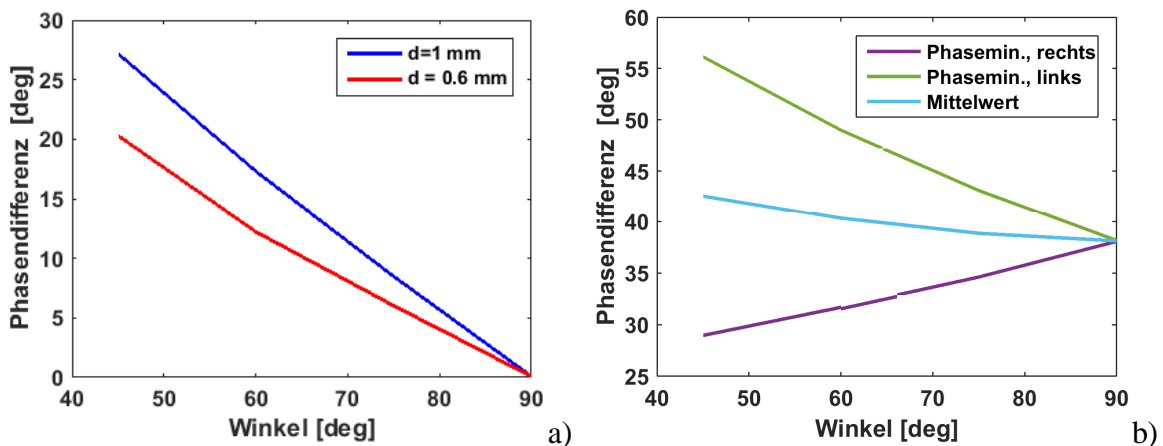 30
25
20
15
10
5
0
Phasendifferenz [deg]
d=1 mm
d = 0.6 mm
40 50 60 70 80 90
Winkel [deg]
a)
60
55
50
45
40
35
30
25
Phasendifferenz [deg]
Phasemin., rechts
Phasemin., links
Mittelwert
40 50 60 70 80 90
Winkel [deg]
b)